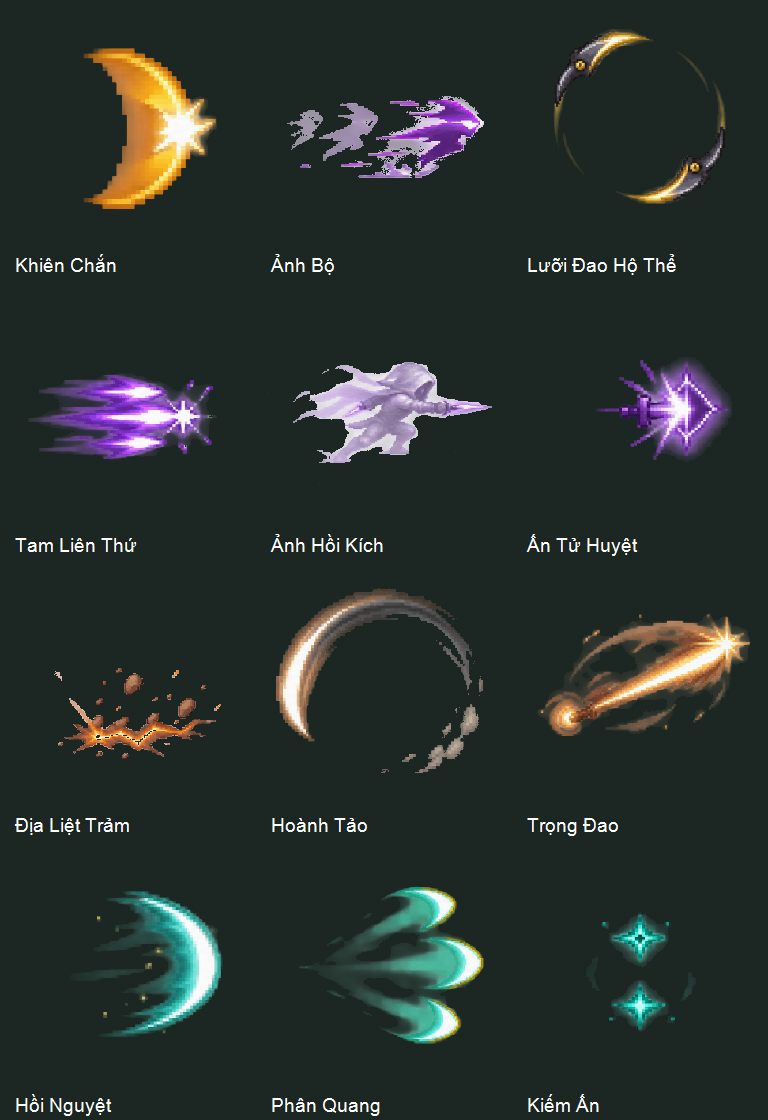 Khiên Chắn
Ảnh Bộ
Lưỡi Đao Hộ Thể
Tam Liên Thứ
Ảnh Hồi Kích
Ấn Tử Huyệt
Địa Liệt Trảm
Hoành Tảo
Trọng Đao
Hồi Nguyệt
Phân Quang
Kiếm Ấn